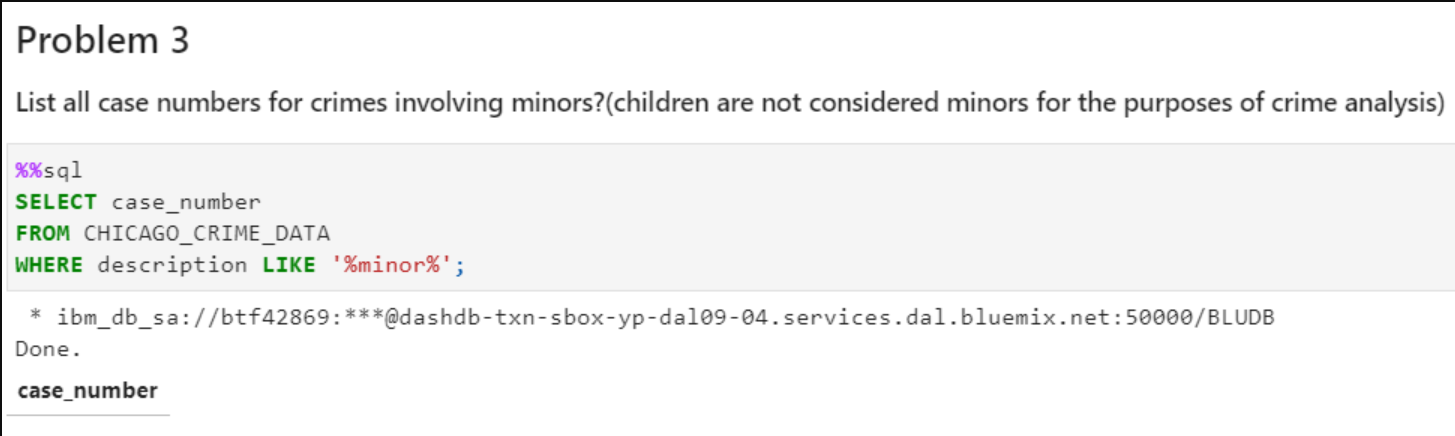 Problem 3
List all case numbers for crimes involving minors?(children are not considered minors for the purposes of crime analysis)
%%sql
SELECT case_number
FROM CHICAGO_CRIME_DATA
WHERE description LIKE '%minor%';
* ibm_db_sa://btf42869:***@dashdb-txn-sbox-yp-dal09-04.services.dal.bluemix.net:50000/BLUDB
Done.
case_number